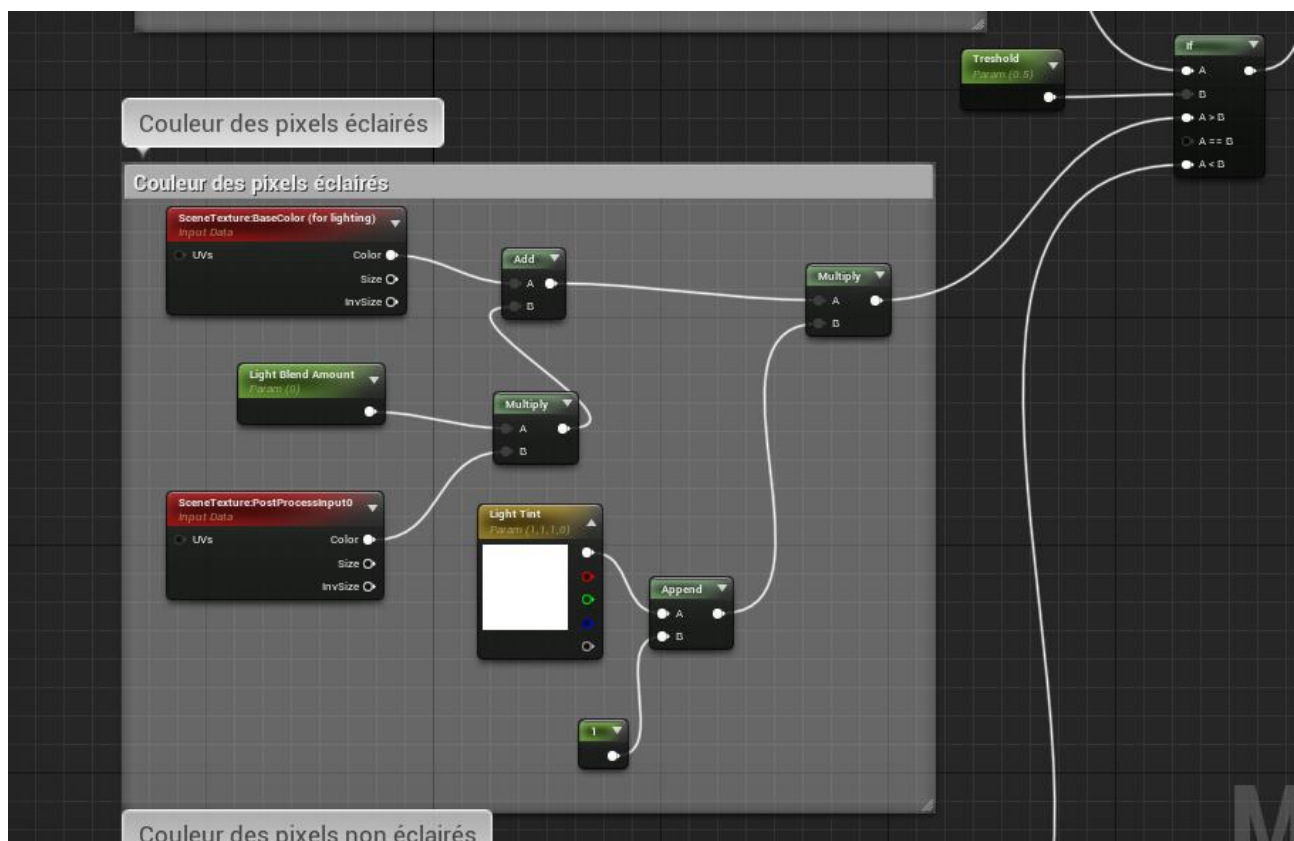 If
A
B
A > B
A == B
A < B
Treshold
Param (0.5)
Couleur des pixels éclairés
Couleur des pixels éclairés
SceneTexture:BaseColor (for lighting)
Input Data
UVs Color
Size
InvSize
Add
A
B
Multiply
A
B
Light Blend Amount
Param (0)
Multiply
A
B
SceneTexture:PostProcessInput0
Input Data
UVs Color
Size
InvSize
Light Tint
Param (1,1,1,0)
Append
A
B
1
Couleur des pixels non éclairés
M